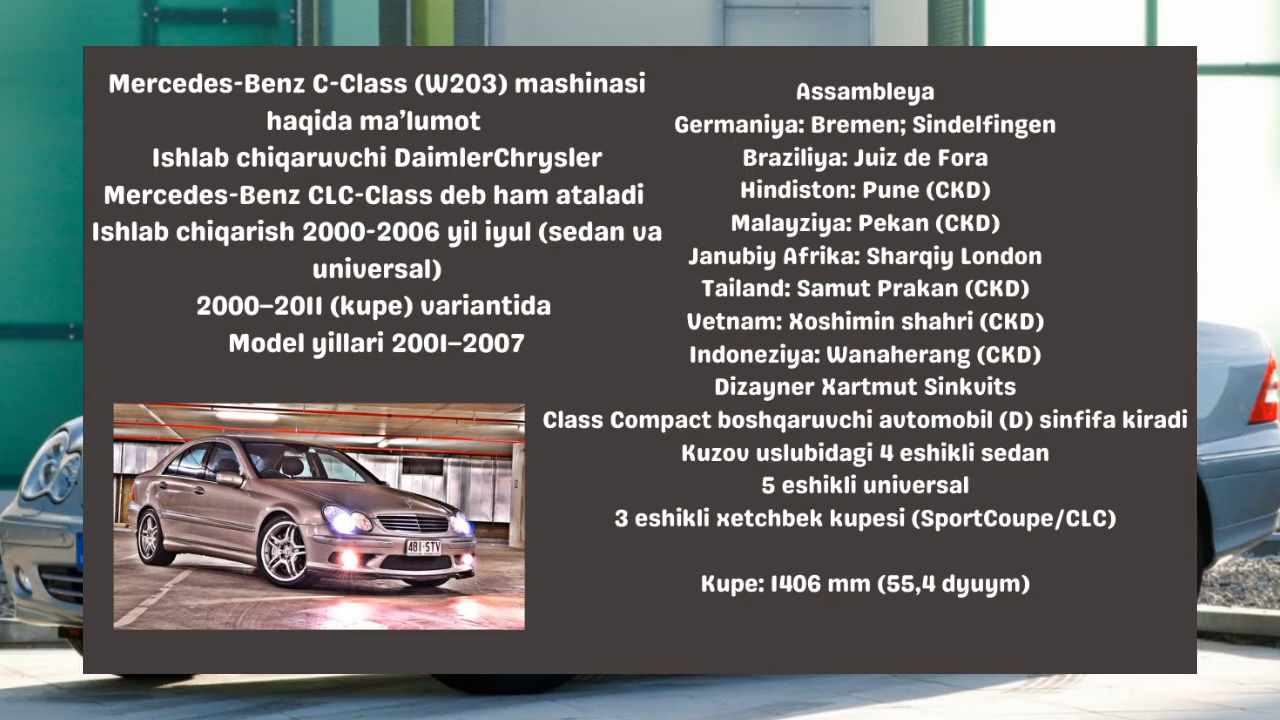 Mercedes-Benz C-Class (W203) mashinasi
haqida ma’lumot
Ishlab chiqaruvchi DaimlerChrysler
Mercedes-Benz CLC-Class deb ham ataladi
Ishlab chiqarish 2000-2006 yil iyul (sedan va
universal)
2000–2011 (kupe) variantida
Model yillari 2001–2007
481·STV
Assambleya
Germaniya: Bremen; Sindelfingen
Braziliya: Juiz de Fora
Hindiston: Pune (CKD)
Malayziya: Pekan (CKD)
Janubiy Afrika: Sharqiy London
Tailand: Samut Prakan (CKD)
Vetnam: Xoshimin shahri (CKD)
Indoneziya: Wanaherang (CKD)
Dizayner Xartmut Sinkvits
Class Compact boshqaruvchi avtomobil (D) sinfifa kiradi
Kuzov uslubidagi 4 eshikli sedan
5 eshikli universal
3 eshikli xetchbek kupesi (SportCoupe/CLC)
Kupe: 1406 mm (55,4 dyuym)